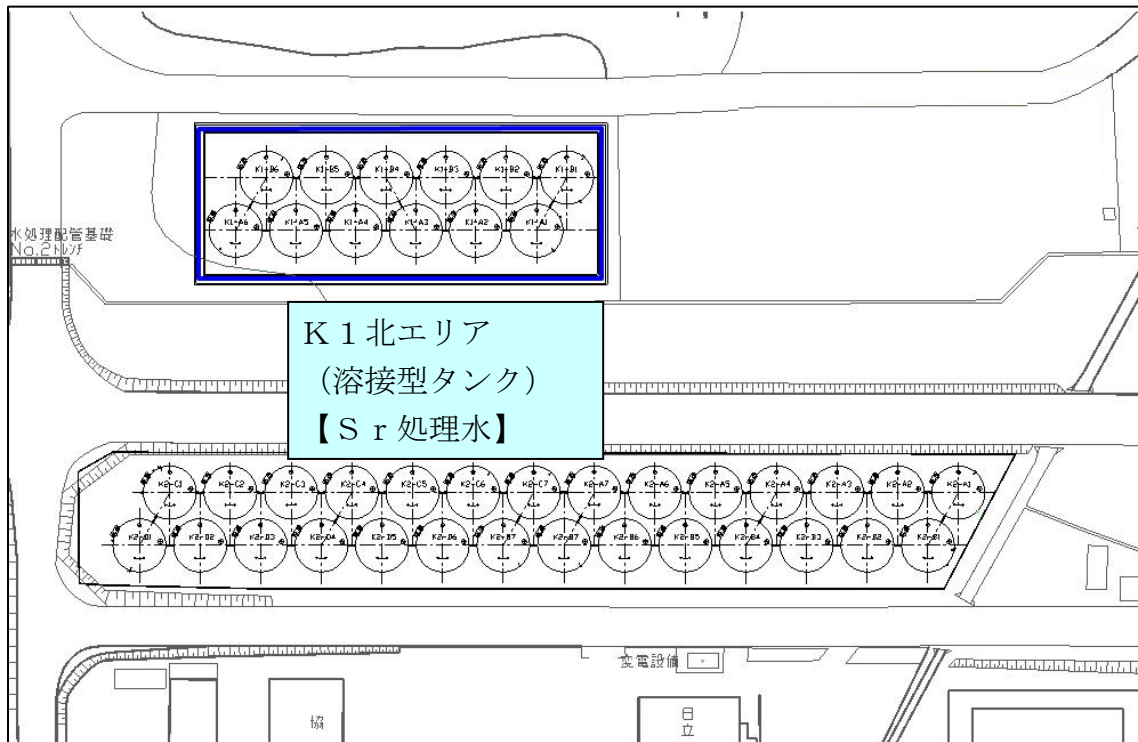 K1-B6 K1-B5 K1-B4 K1-B3 K1-B2 K1-B1
K1-A6 K1-A5 K1-A4 K1-A3 K1-A2 K1-A1
水処理配管基礎
No.2トレンチ
K1北エリア
(溶接型タンク)
【Sr処理水】
K2-C1 K2-C2 K2-C3 K2-C4 K2-C5 K2-C6 K2-C7 K2-A7 K2-A6 K2-A5 K2-A4 K2-A3 K2-A2 K2-A1
K2-D1 K2-D2 K2-D3 K2-D4 K2-D5 K2-D6 K2-B7 K2-B6 K2-B5 K2-B4 K2-B3 K2-B2 K2-B1
変電設備
協
日
立